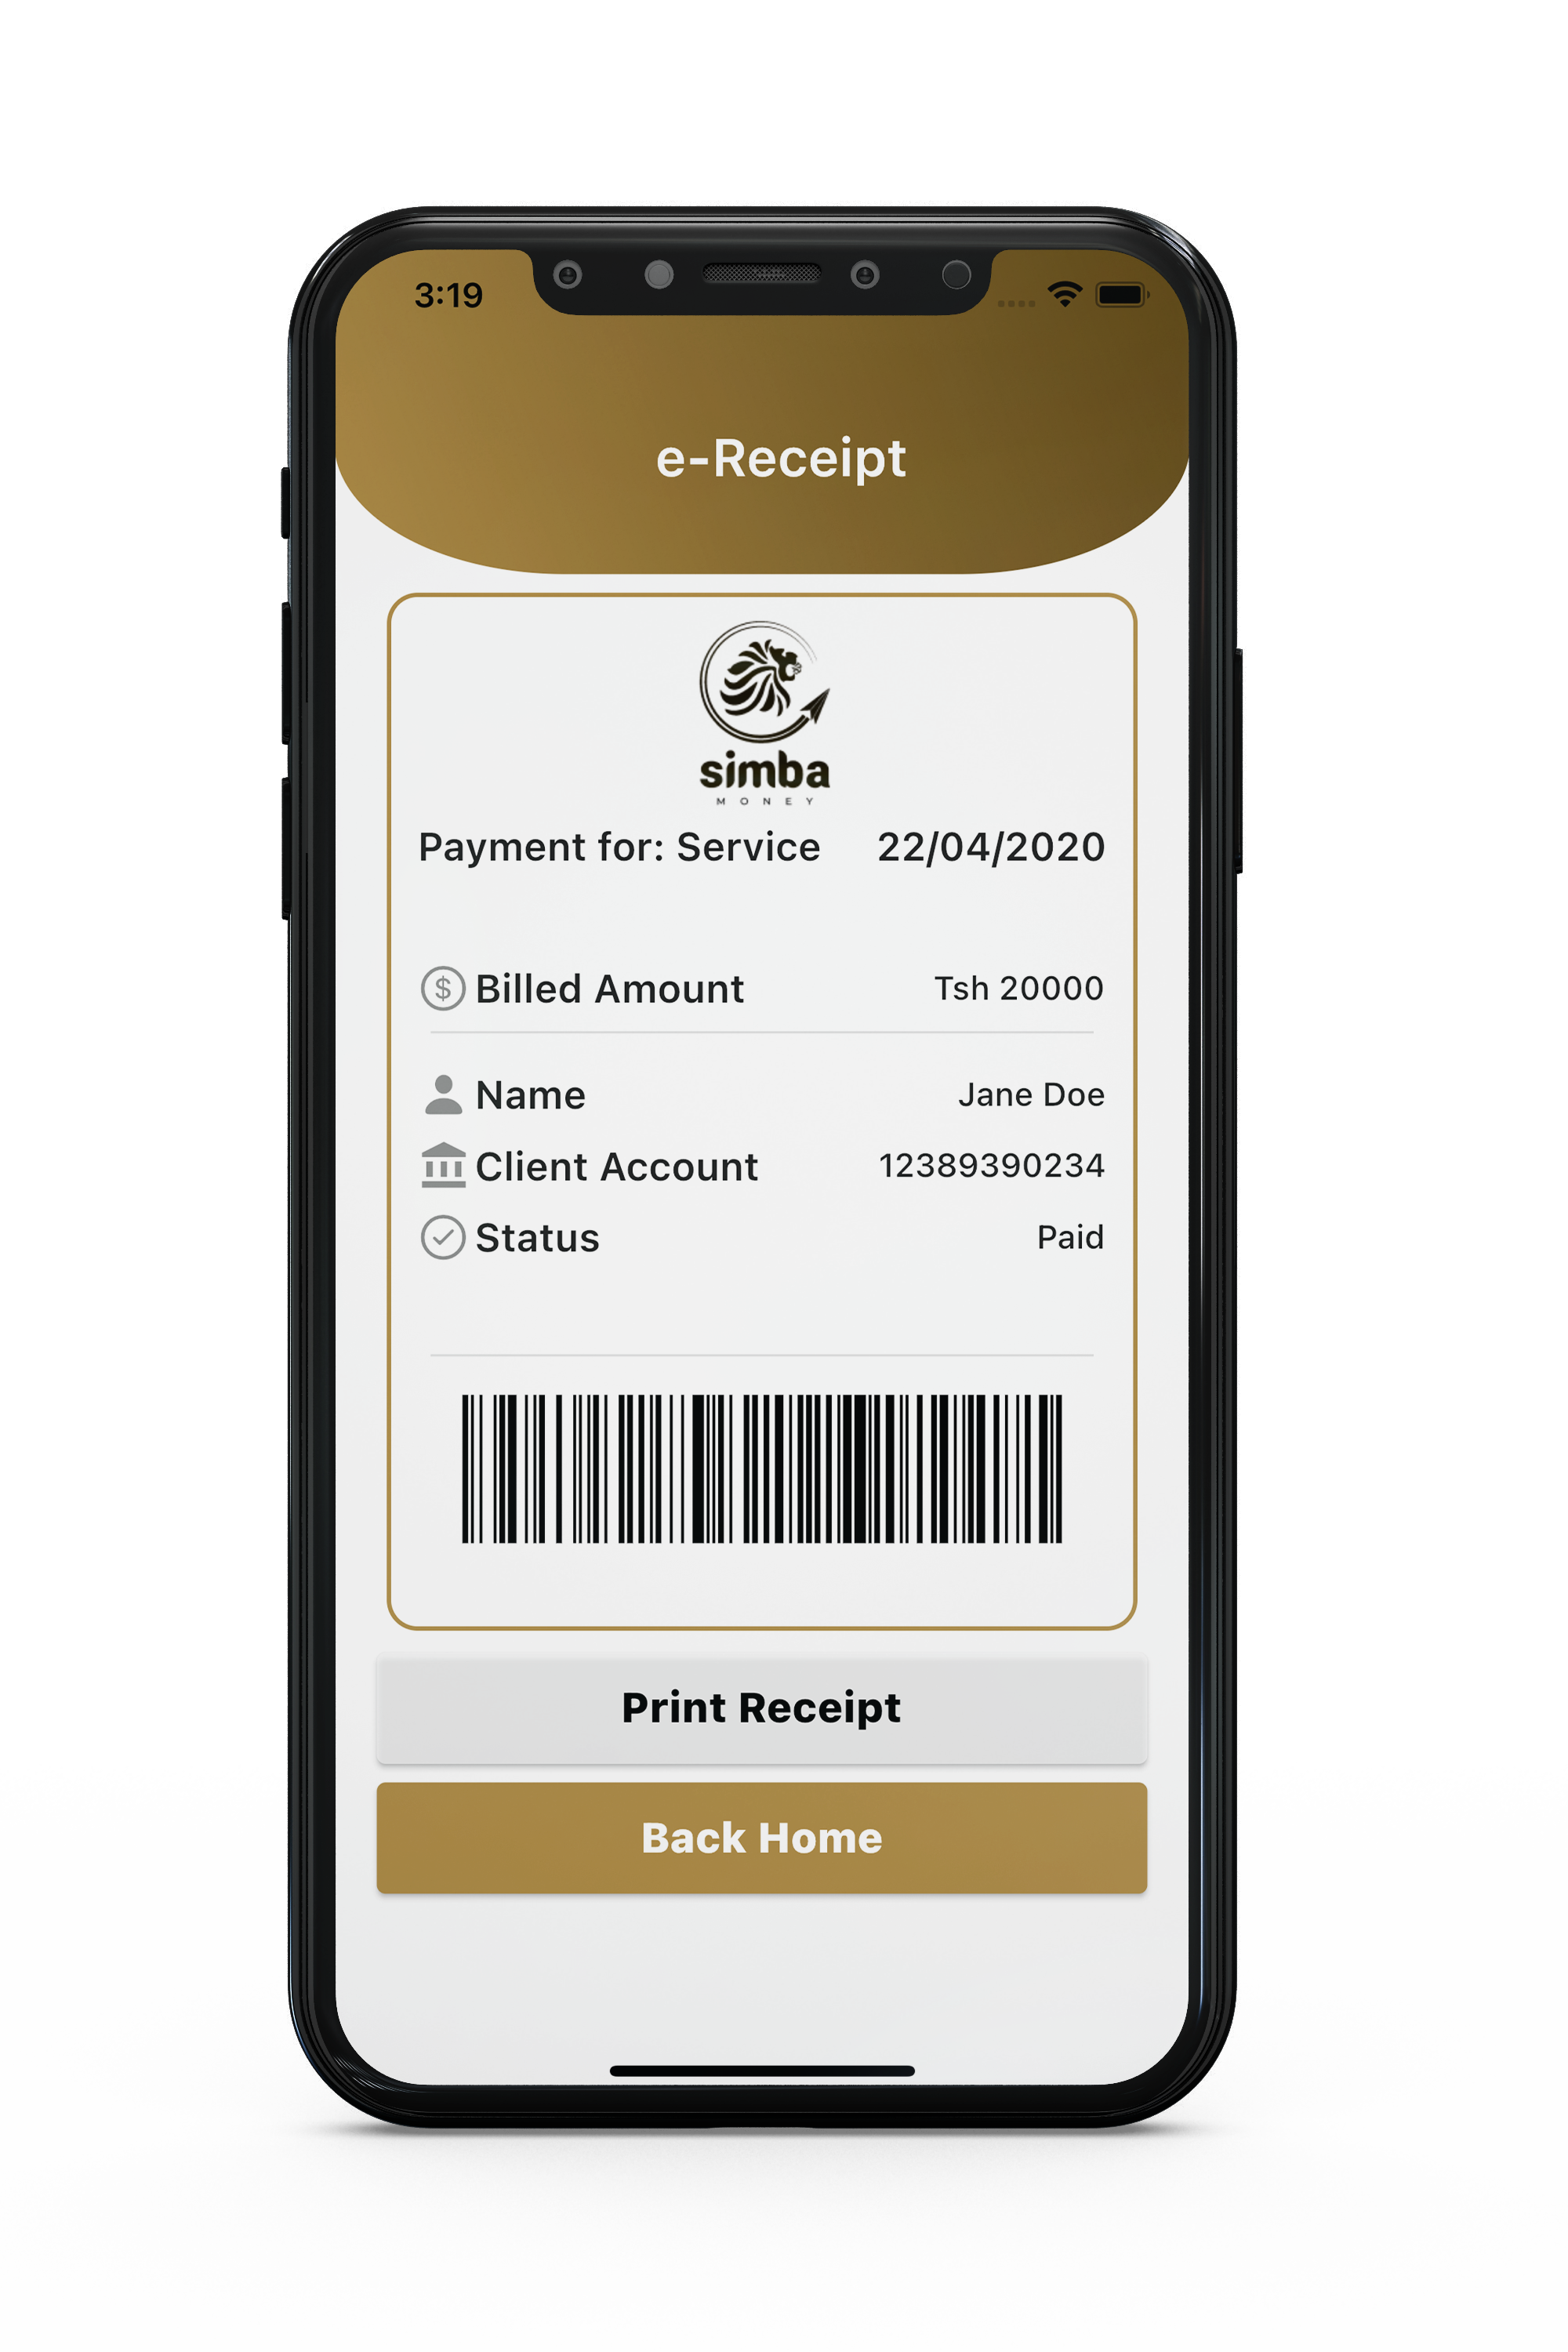 3:19
e-Receipt
simba
MONEY
Payment for: Service 22/04/2020
$ Billed Amount Tsh 20000
Name Jane Doe
Client Account 12389390234
Status Paid
Print Receipt
Back Home